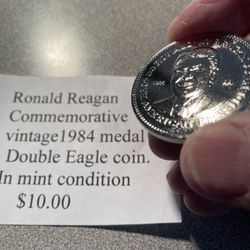 Ronald Reagan
Commemorative
vintage1984 medal
Double Eagle coin.
In mint condition
$10.00